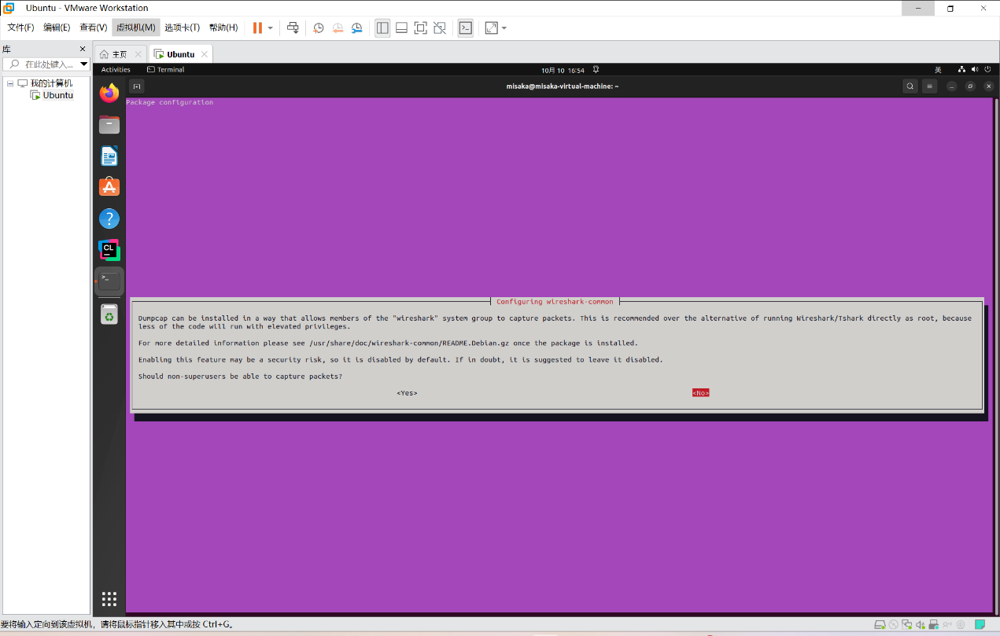 Ubuntu - VMware Workstation
文件(F) 编辑(E) 查看(V) 虚拟机(M) 选项卡(T) 帮助(H)
库
在此处键入...
我的计算机
Ubuntu
主页
Ubuntu
Activities
Terminal
10月 10 16:54
英
misaka@misaka-virtual-machine: ~
Package configuration
CL
Configuring wireshark-common
Dumpcap can be installed in a way that allows members of the "wireshark" system group to capture packets. This is recommended over the alternative of running Wireshark/Tshark directly as root, because
less of the code will run with elevated privileges.
For more detailed information please see /usr/share/doc/wireshark-common/README.Debian.gz once the package is installed.
Enabling this feature may be a security risk, so it is disabled by default. If in doubt, it is suggested to leave it disabled.
Should non-superusers be able to capture packets?
<Yes> <No>
要将输入定向到该虚拟机，请将鼠标指针移入其中或按 Ctrl+G。